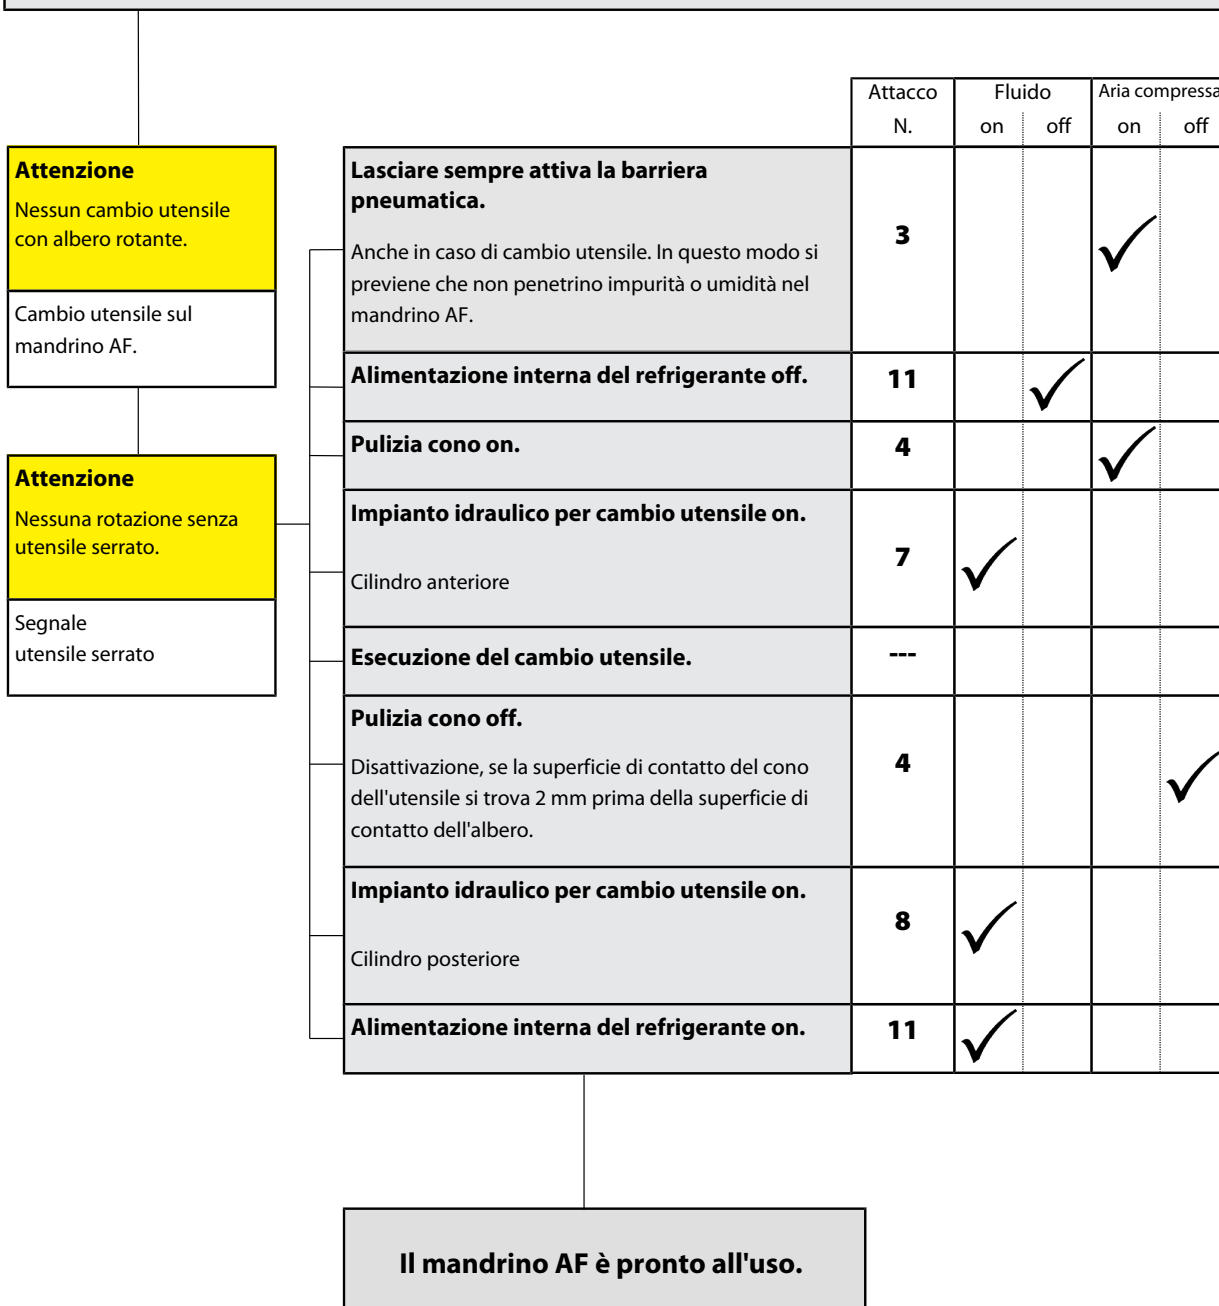 Attacco Fluido Aria compressa
N. on off on off
Attenzione
Nessun cambio utensile
con albero rotante.
Cambio utensile sul
mandrino AF.
Attenzione
Nessuna rotazione senza
utensile serrato.
Segnale
utensile serrato
Lasciare sempre attiva la barriera
pneumatica.
Anche in caso di cambio utensile. In questo modo si
previene che non penetrino impurità o umidità nel
mandrino AF.
3
Alimentazione interna del refrigerante off.
11
Pulizia cono on.
4
Impianto idraulico per cambio utensile on.
Cilindro anteriore
7
Esecuzione del cambio utensile.
---
Pulizia cono off.
Disattivazione, se la superficie di contatto del cono
dell'utensile si trova 2 mm prima della superficie di
contatto dell'albero.
4
Impianto idraulico per cambio utensile on.
Cilindro posteriore
8
Alimentazione interna del refrigerante on.
11
Il mandrino AF è pronto all'uso.